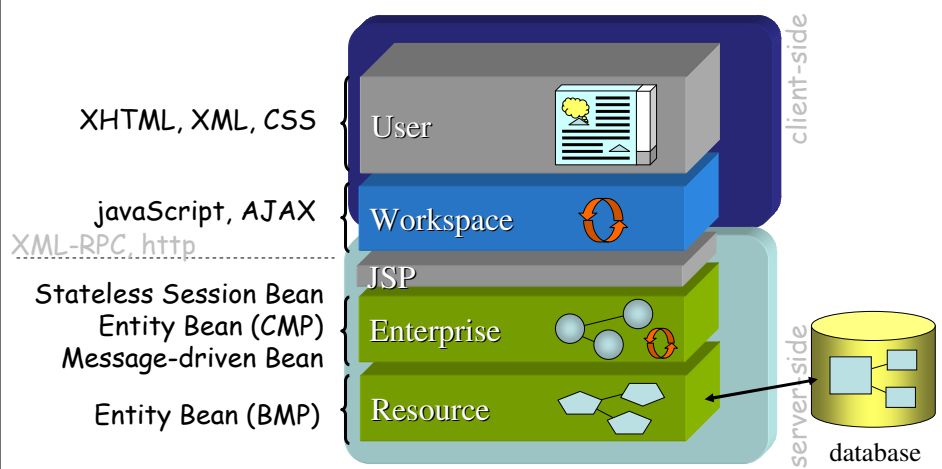 client-side
XHTML, XML, CSS
User
javaScript, AJAX
Workspace
XML-RPC, http
JSP
Stateless Session Bean
Entity Bean (CMP)
Enterprise
Message-driven Bean
server-side
Entity Bean (BMP)
Resource
database